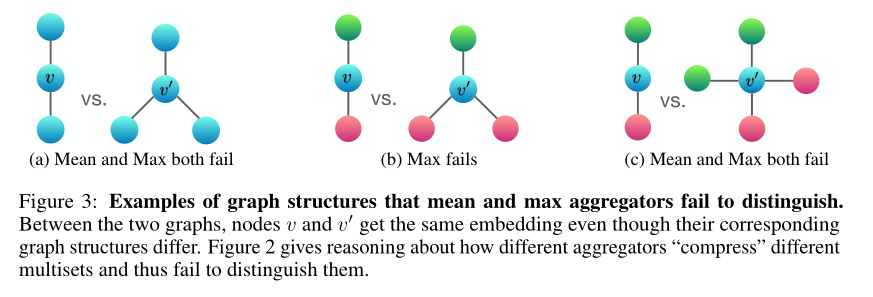 v
vs.
v′
(a) Mean and Max both fail
v
vs.
v′
(b) Max fails
v
vs.
v′
(c) Mean and Max both fail
Figure 3: Examples of graph structures that mean and max aggregators fail to distinguish.
Between the two graphs, nodes v and v′ get the same embedding even though their corresponding
graph structures differ. Figure 2 gives reasoning about how different aggregators “compress” different
multisets and thus fail to distinguish them.